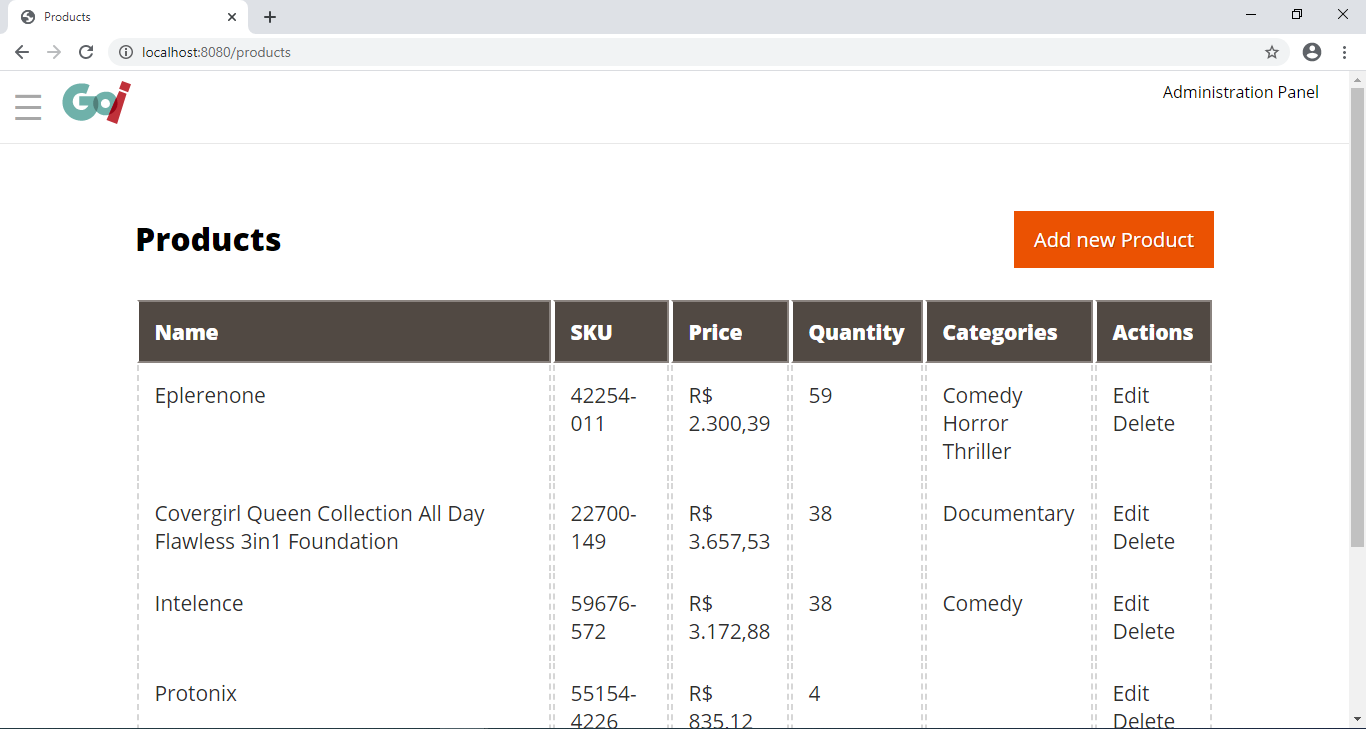 Products
localhost:8080/products
Goi
Administration Panel
Products
Add new Product
Name SKU Price Quantity Categories Actions
Eplerenone 42254- R$ 59 Comedy Edit
011 2.300,39 Horror Delete
Thriller
Covergirl Queen Collection All Day 22700- R$ 38 Documentary Edit
Flawless 3in1 Foundation 149 3.657,53 Delete
Intelence 59676- R$ 38 Comedy Edit
572 3.172,88 Delete
Protonix 55154- R$ 4 Edit
4226 835,12 Delete